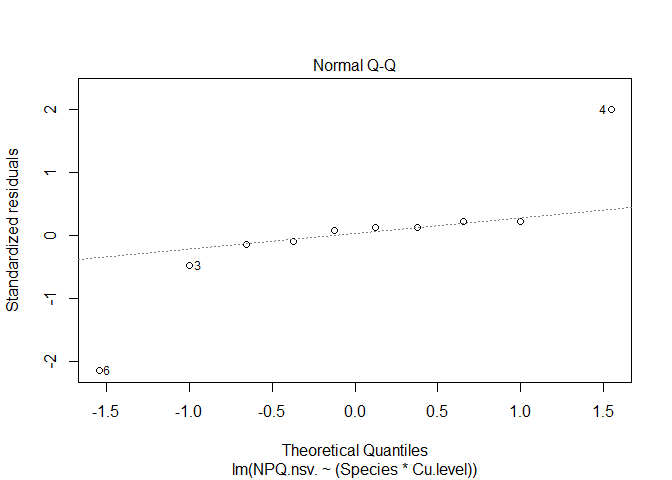 Normal Q-Q
Standardized residuals
2
1
0
-1
-2
4
3
6
-1.5 -1.0 -0.5 0.0 0.5 1.0 1.5
Theoretical Quantiles
lm(NPQ.nsv. ~ (Species * Cu.level))